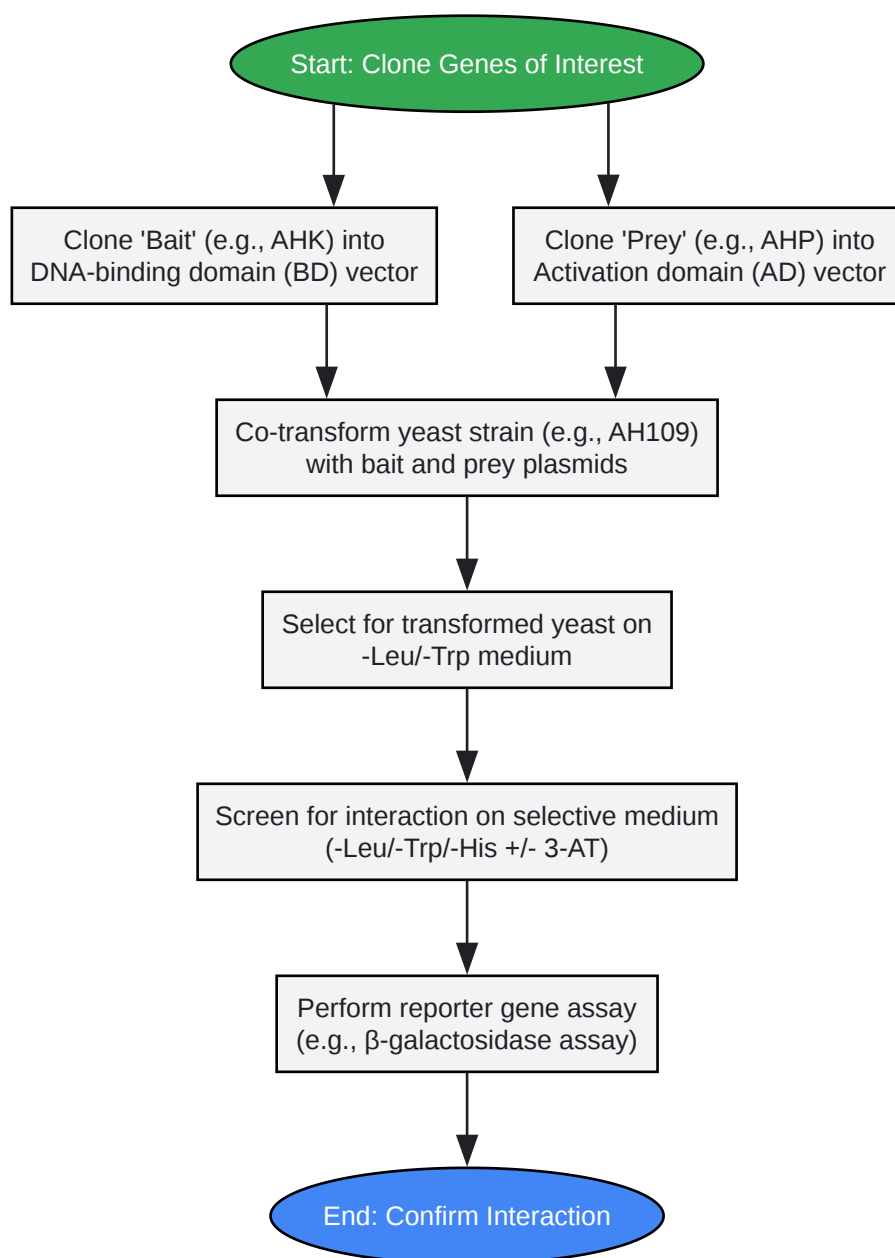 Start: Clone Genes of Interest
Clone 'Bait' (e.g., AHK) into
DNA-binding domain (BD) vector
Clone 'Prey' (e.g., AHP) into
Activation domain (AD) vector
Co-transform yeast strain (e.g., AH109)
with bait and prey plasmids
Select for transformed yeast on
-Leu/-Trp medium
Screen for interaction on selective medium
(-Leu/-Trp/-His +/- 3-AT)
Perform reporter gene assay
(e.g., β-galactosidase assay)
End: Confirm Interaction